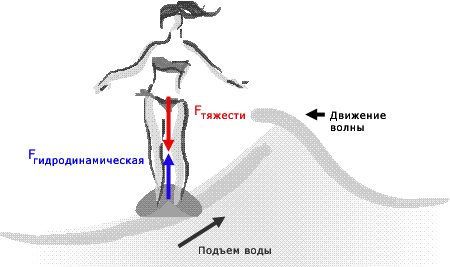 Fтяжести
Движение
волны
Fгидродинамическая
Подъем воды